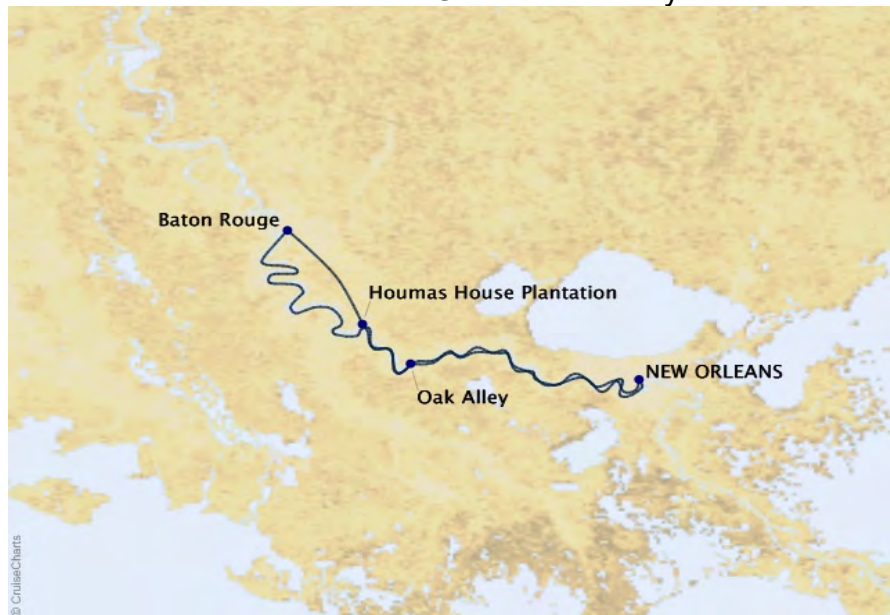 Baton Rouge
Houmas House Plantation
NEW ORLEANS
Oak Alley
© CruiseCharts